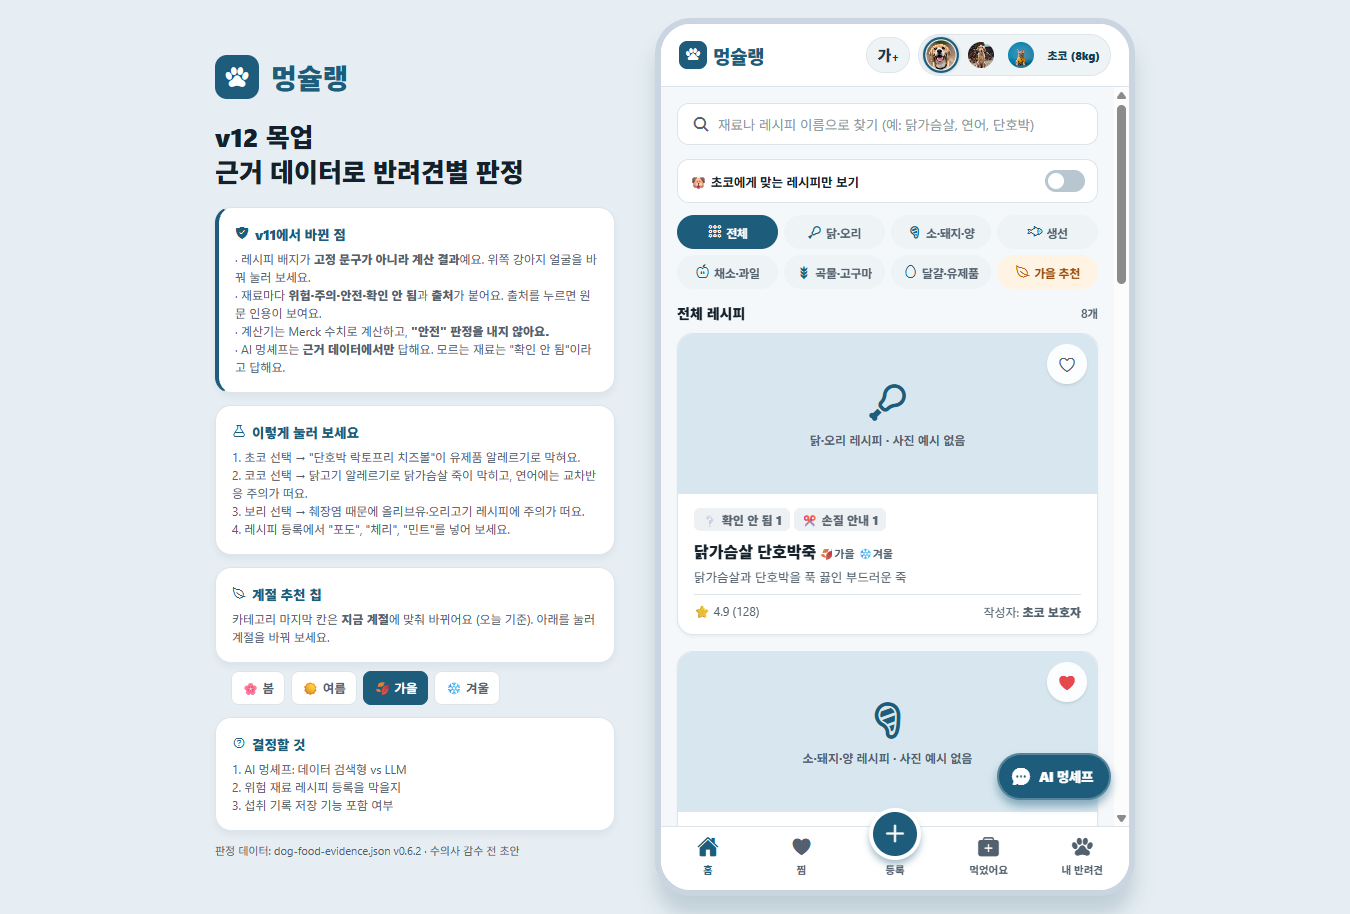 멍슐랭
v12 목업
근거 데이터로 반려견별 판정
v11에서 바뀐 점
· 레시피 배지가 고정 문구가 아니라 계산 결과예요. 위쪽 강아지 얼굴을 바
꿔 눌러 보세요.
· 재료마다 위험·주의·안전·확인 안 됨과 출처가 붙어요. 출처를 누르면 원
문 인용이 보여요.
· 계산기는 Merck 수치로 계산하고, "안전" 판정을 내지 않아요.
· AI 멍셰프는 근거 데이터에서만 답해요. 모르는 재료는 "확인 안 됨"이라
고 답해요.
이렇게 눌러 보세요
1. 초코 선택 → "단호박 락토프리 치즈볼"이 유제품 알레르기로 막혀요.
2. 코코 선택 → 닭고기 알레르기로 닭가슴살 죽이 막히고, 연어에는 교차반
응 주의가 떠요.
3. 보리 선택 → 췌장염 때문에 올리브유·오리고기 레시피에 주의가 떠요.
4. 레시피 등록에서 "포도", "체리", "민트"를 넣어 보세요.
계절 추천 칩
카테고리 마지막 칸은 지금 계절에 맞춰 바뀌어요 (오늘 기준). 아래를 눌러
계절을 바꿔 보세요.
봄 여름 가을 겨울
결정할 것
1. AI 멍셰프: 데이터 검색형 vs LLM
2. 위험 재료 레시피 등록을 막을지
3. 섭취 기록 저장 기능 포함 여부
판정 데이터: dog-food-evidence.json v0.6.2 · 수의사 감수 전 초안
멍슐랭
가+
초코 (8kg)
재료나 레시피 이름으로 찾기 (예: 닭가슴살, 연어, 단호박)
초코에게 맞는 레시피만 보기
전체 닭·오리 소·돼지·양 생선
채소·과일 곡물·고구마 달걀·유제품 가을 추천
전체 레시피 8개
닭·오리 레시피 · 사진 예시 없음
확인 안 됨 1 손질 안내 1
닭가슴살 단호박죽 가을 겨울
닭가슴살과 단호박을 푹 끓인 부드러운 죽
4.9 (128) 작성자: 초코 보호자
소·돼지·양 레시피 · 사진 예시 없음
AI 멍셰프
홈 찜 등록 먹었어요 내 반려견